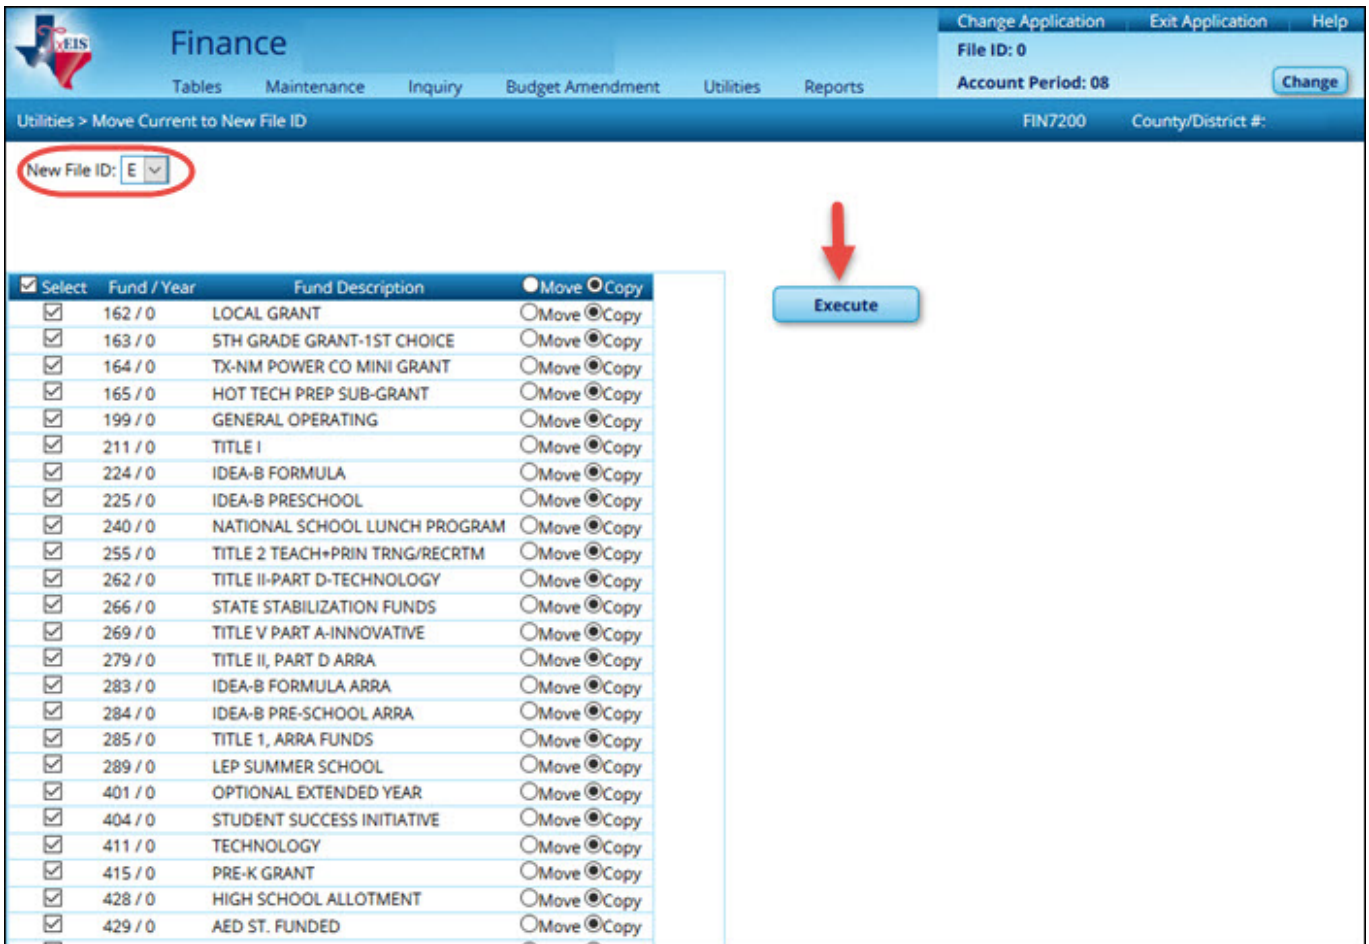 TxEIS
Finance
Change Application Exit Application Help
File ID: 0
Account Period: 08 Change
Tables Maintenance Inquiry Budget Amendment Utilities Reports
Utilities > Move Current to New File ID FIN7200 County/District #:
New File ID: E
Execute
Select Fund / Year Fund Description Move Copy
162 / 0 LOCAL GRANT Move Copy
163 / 0 5TH GRADE GRANT-1ST CHOICE Move Copy
164 / 0 TX-NM POWER CO MINI GRANT Move Copy
165 / 0 HOT TECH PREP SUB-GRANT Move Copy
199 / 0 GENERAL OPERATING Move Copy
211 / 0 TITLE I Move Copy
224 / 0 IDEA-B FORMULA Move Copy
225 / 0 IDEA-B PRESCHOOL Move Copy
240 / 0 NATIONAL SCHOOL LUNCH PROGRAM Move Copy
255 / 0 TITLE 2 TEACH+PRIN TRNG/RECRTM Move Copy
262 / 0 TITLE II-PART D-TECHNOLOGY Move Copy
266 / 0 STATE STABILIZATION FUNDS Move Copy
269 / 0 TITLE V PART A-INNOVATIVE Move Copy
279 / 0 TITLE II, PART D ARRA Move Copy
283 / 0 IDEA-B FORMULA ARRA Move Copy
284 / 0 IDEA-B PRE-SCHOOL ARRA Move Copy
285 / 0 TITLE 1, ARRA FUNDS Move Copy
289 / 0 LEP SUMMER SCHOOL Move Copy
401 / 0 OPTIONAL EXTENDED YEAR Move Copy
404 / 0 STUDENT SUCCESS INITIATIVE Move Copy
411 / 0 TECHNOLOGY Move Copy
415 / 0 PRE-K GRANT Move Copy
428 / 0 HIGH SCHOOL ALLOTMENT Move Copy
429 / 0 AED ST. FUNDED Move Copy